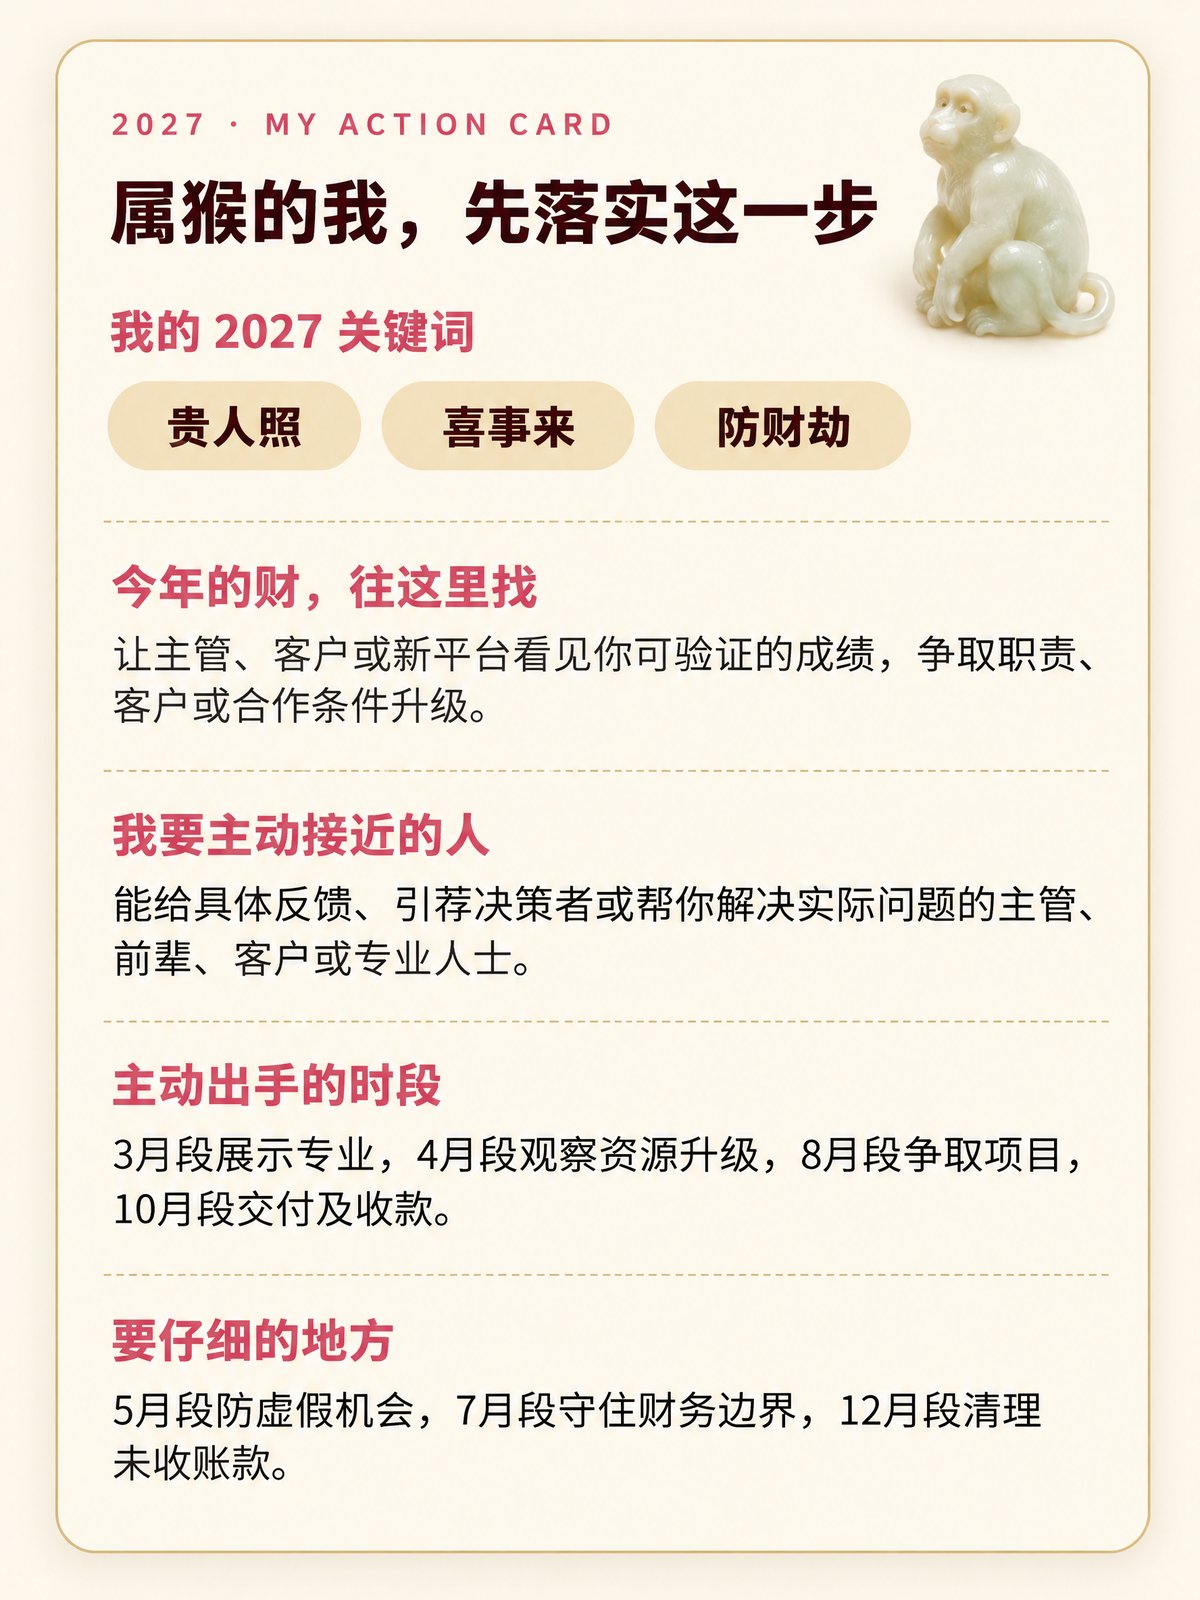 2027 · MY ACTION CARD
属猴的我，先落实这一步
我的 2027 关键词
贵人照
喜事来
防财劫
今年的财，往这里找
让主管、客户或新平台看见你可验证的成绩，争取职责、
客户或合作条件升级。
我要主动接近的人
能给具体反馈、引荐决策者或帮你解决实际问题的主管、
前辈、客户或专业人士。
主动出手的时段
3月段展示专业，4月段观察资源升级，8月段争取项目，
10月段交付及收款。
要仔细的地方
5月段防虚假机会，7月段守住财务边界，12月段清理
未收账款。